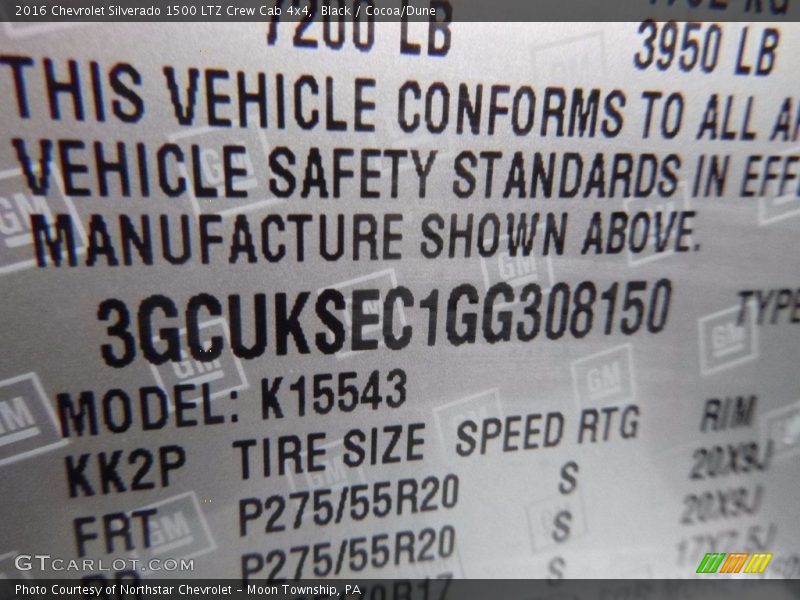 2016 Chevrolet Silverado 1500 LTZ Crew Cab 4x4, Black / Cocoa/Dune
7200 LB 3950 LB
THIS VEHICLE CONFORMS TO ALL
VEHICLE SAFETY STANDARDS IN
MANUFACTURE SHOWN ABOVE.
3GCUKSEC1GG308150 TYPE
MODEL: K15543
KK2P TIRE SIZE SPEED RTG RIM
FRT P275/55R20 S 20X9J
P275/55R20 S 20X9J
S
GM
GTCARLOT.COM
Photo Courtesy of Northstar Chevrolet – Moon Township, PA